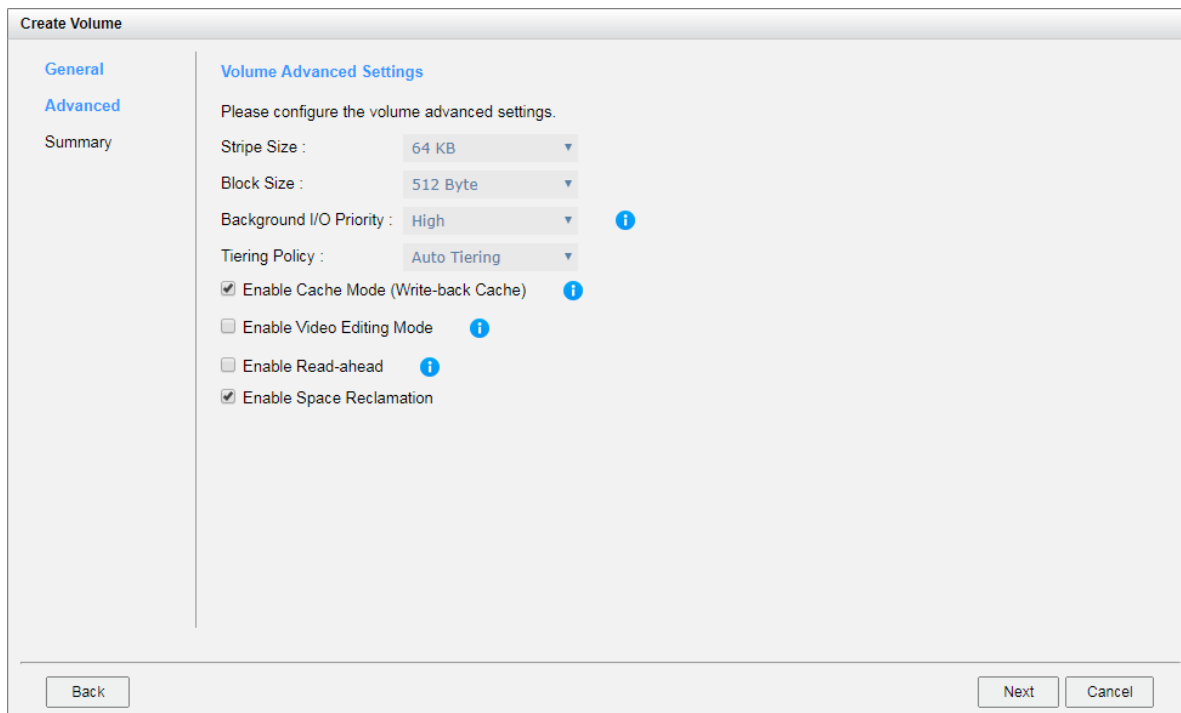 Create Volume
General
Advanced
Summary
Volume Advanced Settings
Please configure the volume advanced settings.
Stripe Size : 64 KB
Block Size : 512 Byte
Background I/O Priority : High
Tiering Policy : Auto Tiering
Enable Cache Mode (Write-back Cache)
Enable Video Editing Mode
Enable Read-ahead
Enable Space Reclamation
Back Next Cancel